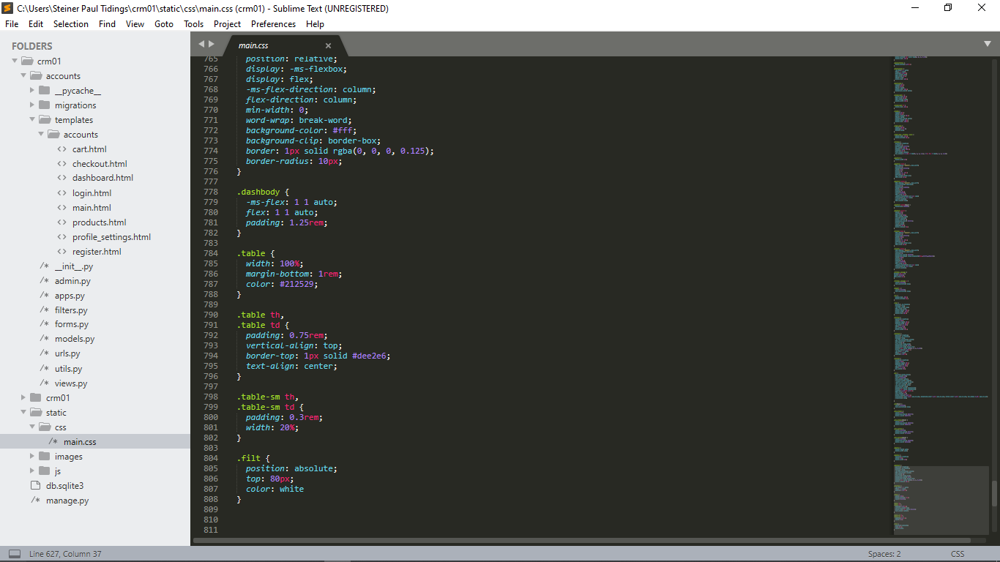 C:\Users\Steiner Paul Tidings\crm01\static\css\main.css (crm01) - Sublime Text (UNREGISTERED)
File Edit Selection Find View Goto Tools Project Preferences Help
FOLDERS
crm01
accounts
__pycache__
migrations
templates
accounts
<> cart.html
<> checkout.html
<> dashboard.html
<> login.html
<> main.html
<> products.html
<> profile_settings.html
<> register.html
/* __init__.py
/* admin.py
/* apps.py
/* filters.py
/* forms.py
/* models.py
/* urls.py
/* utils.py
/* views.py
crm01
static
css
/* main.css
images
js
db.sqlite3
/* manage.py
main.css
765 position: relative;
766 display: -ms-flexbox;
767 display: flex;
768 -ms-flex-direction: column;
769 flex-direction: column;
770 min-width: 0;
771 word-wrap: break-word;
772 background-color: #fff;
773 background-clip: border-box;
774 border: 1px solid rgba(0, 0, 0, 0.125);
775 border-radius: 10px;
776 }
777
778 .dashbody {
779 -ms-flex: 1 1 auto;
780 flex: 1 1 auto;
781 padding: 1.25rem;
782 }
783
784 .table {
785 width: 100%;
786 margin-bottom: 1rem;
787 color: #212529;
788 }
789
790 .table th,
791 .table td {
792 padding: 0.75rem;
793 vertical-align: top;
794 border-top: 1px solid #dee2e6;
795 text-align: center;
796 }
797
798 .table-sm th,
799 .table-sm td {
800 padding: 0.3rem;
801 width: 20%;
802 }
803
804 .filt {
805 position: absolute;
806 top: 80px;
807 color: white
808 }
809
810
811
Line 627, Column 37
Spaces: 2
CSS